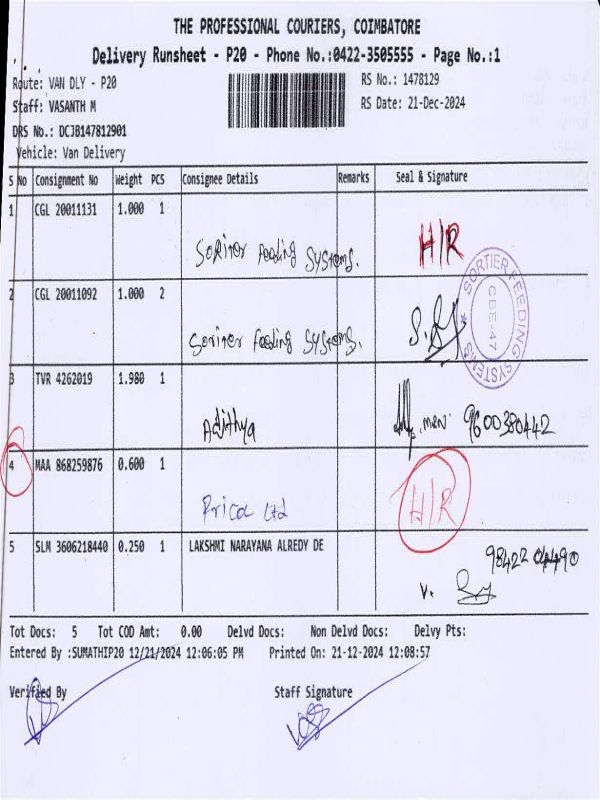 THE PROFESSIONAL COURIERS, COIMBATORE
Delivery Runsheet - P20 - Phone No.:0422-3505555 - Page No.:1
Route: VAN DLY - P20
RS No.: 1478129
Staff: VASANTH M
RS Date: 21-Dec-2024
DRS No.: DCJB147812901
Vehicle: Van Delivery
S No Consignment No Weight PCS Consignee Details Remarks Seal & Signature
1 CGL 20011131 1.000 1
Soriter Feeding Systems. H/R
2 CGL 20011092 1.000 2
Soriter Feeding Systems.
SORTIER FEEDING SYSTEMS
CBE-47
3 TVR 4262019 1.980 1
Adithya 9600380442
4 MAA 868259876 0.600 1
Pricol Ltd H/R
5 SLM 3606218440 0.250 1 LAKSHMI NARAYANA ALREDY DE
Tot Docs: 5 Tot COD Amt: 0.00 Delvd Docs: Non Delvd Docs: Delvy Pts:
Entered By :SUMATHIP20 12/21/2024 12:06:05 PM Printed On: 21-12-2024 12:08:57
Verified By Staff Signature